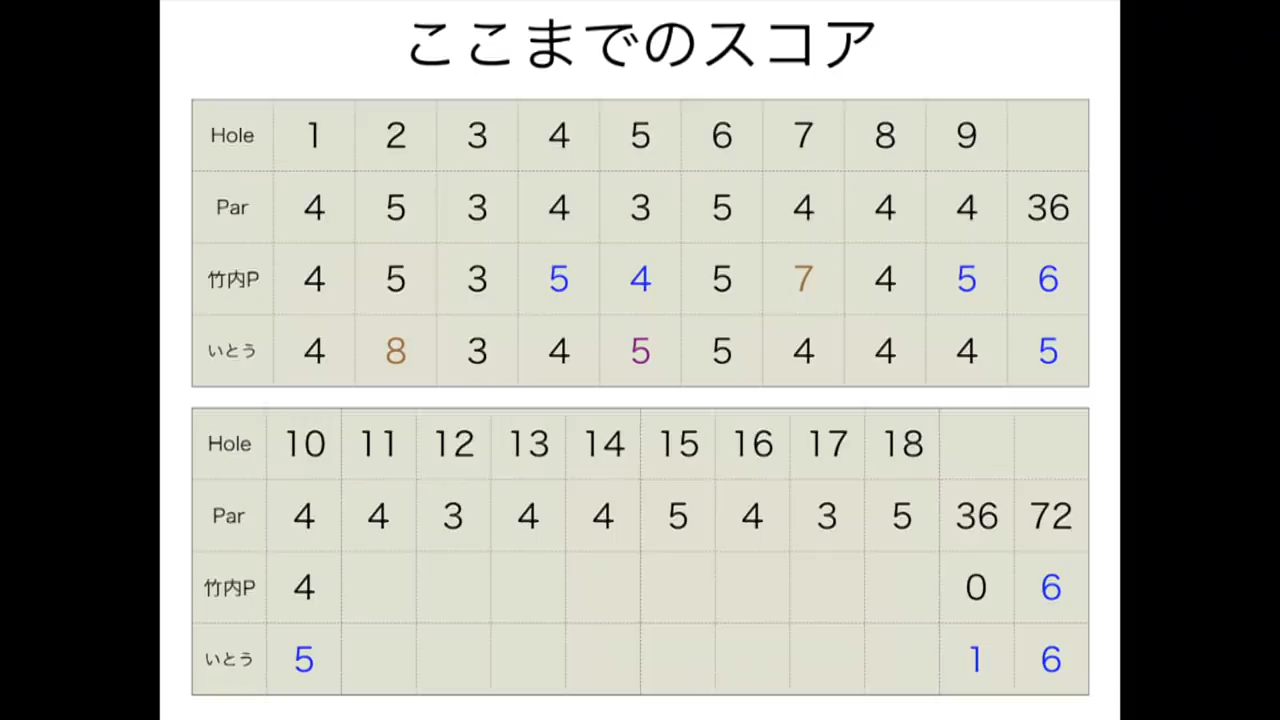 ここまでのスコア
Hole 1 2 3 4 5 6 7 8 9
Par 4 5 3 4 3 5 4 4 4 36
竹内P 4 5 3 5 4 5 7 4 5 6
いとう 4 8 3 4 5 5 4 4 4 5
Hole 10 11 12 13 14 15 16 17 18
Par 4 4 3 4 4 5 4 3 5 36 72
竹内P 4 0 6
いとう 5 1 6